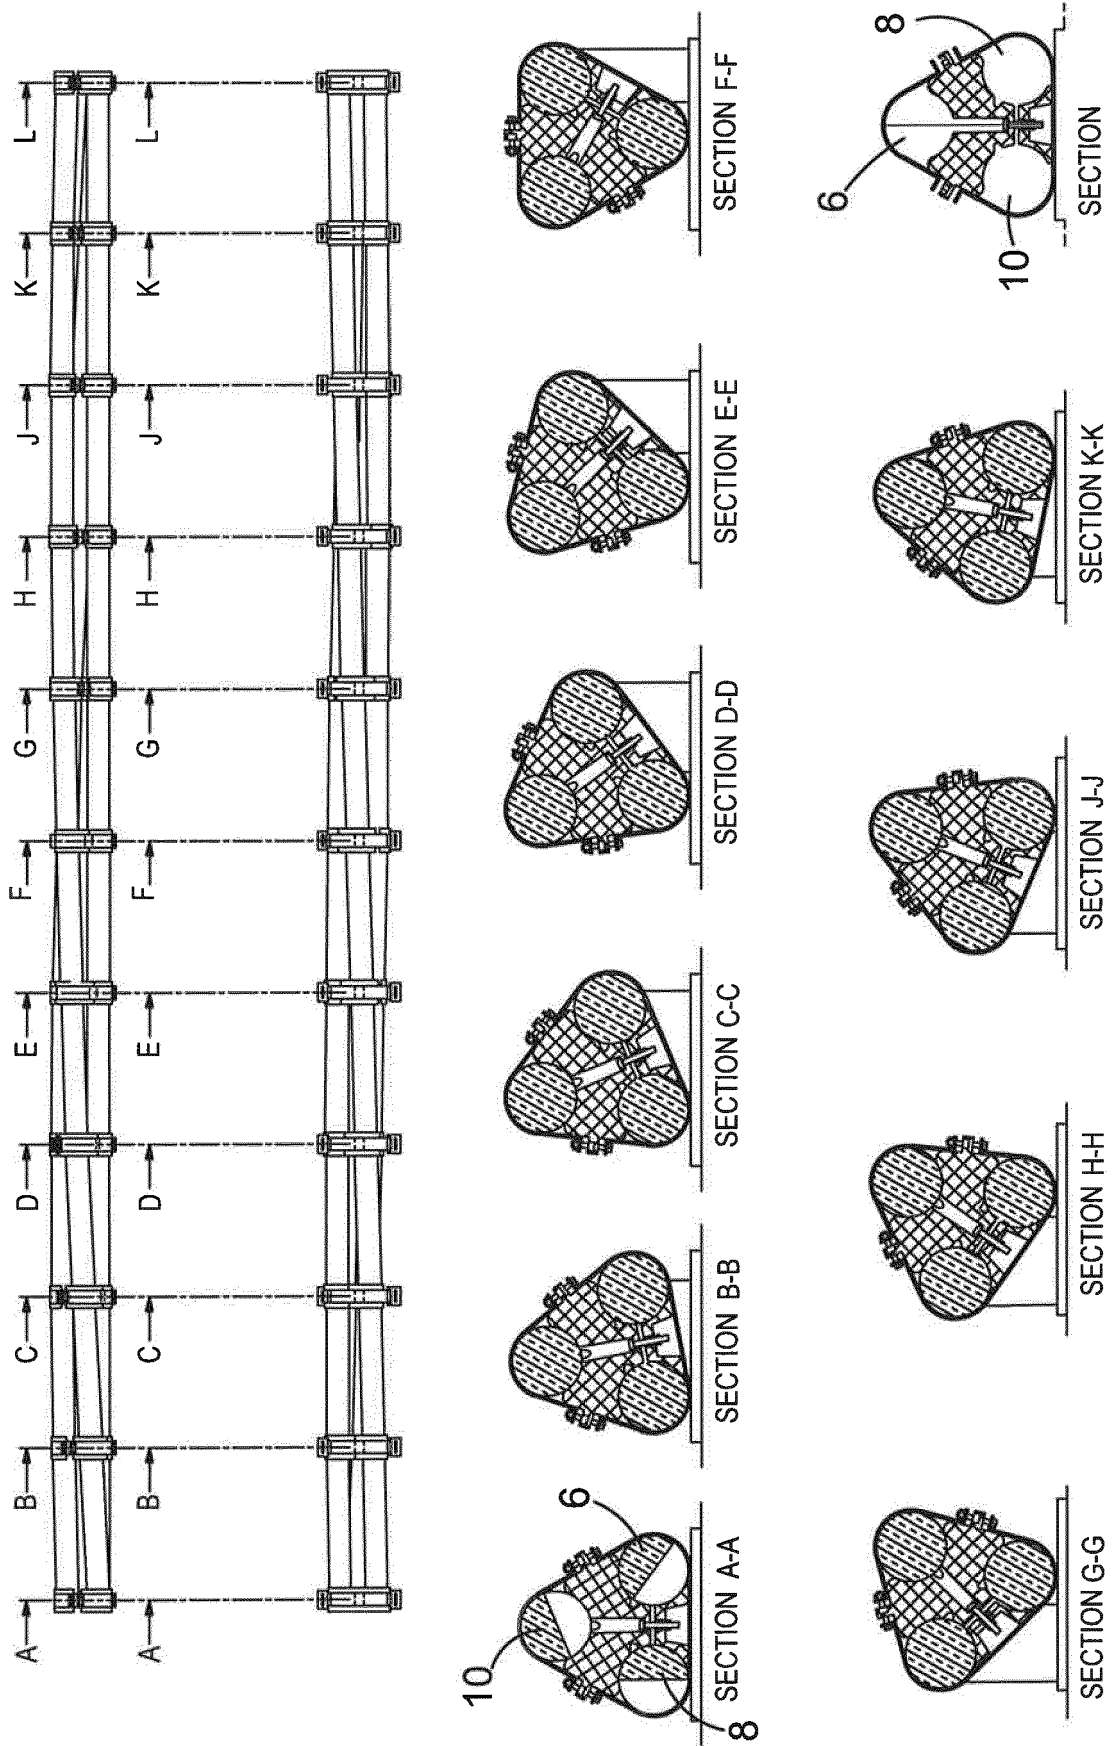 A B C D E F G H J K L
A B C D E F G H J K L
10
6
SECTION A-A SECTION B-B SECTION C-C SECTION D-D SECTION E-E SECTION F-F
8
6
8
10
SECTION G-G SECTION H-H SECTION J-J SECTION K-K SECTION